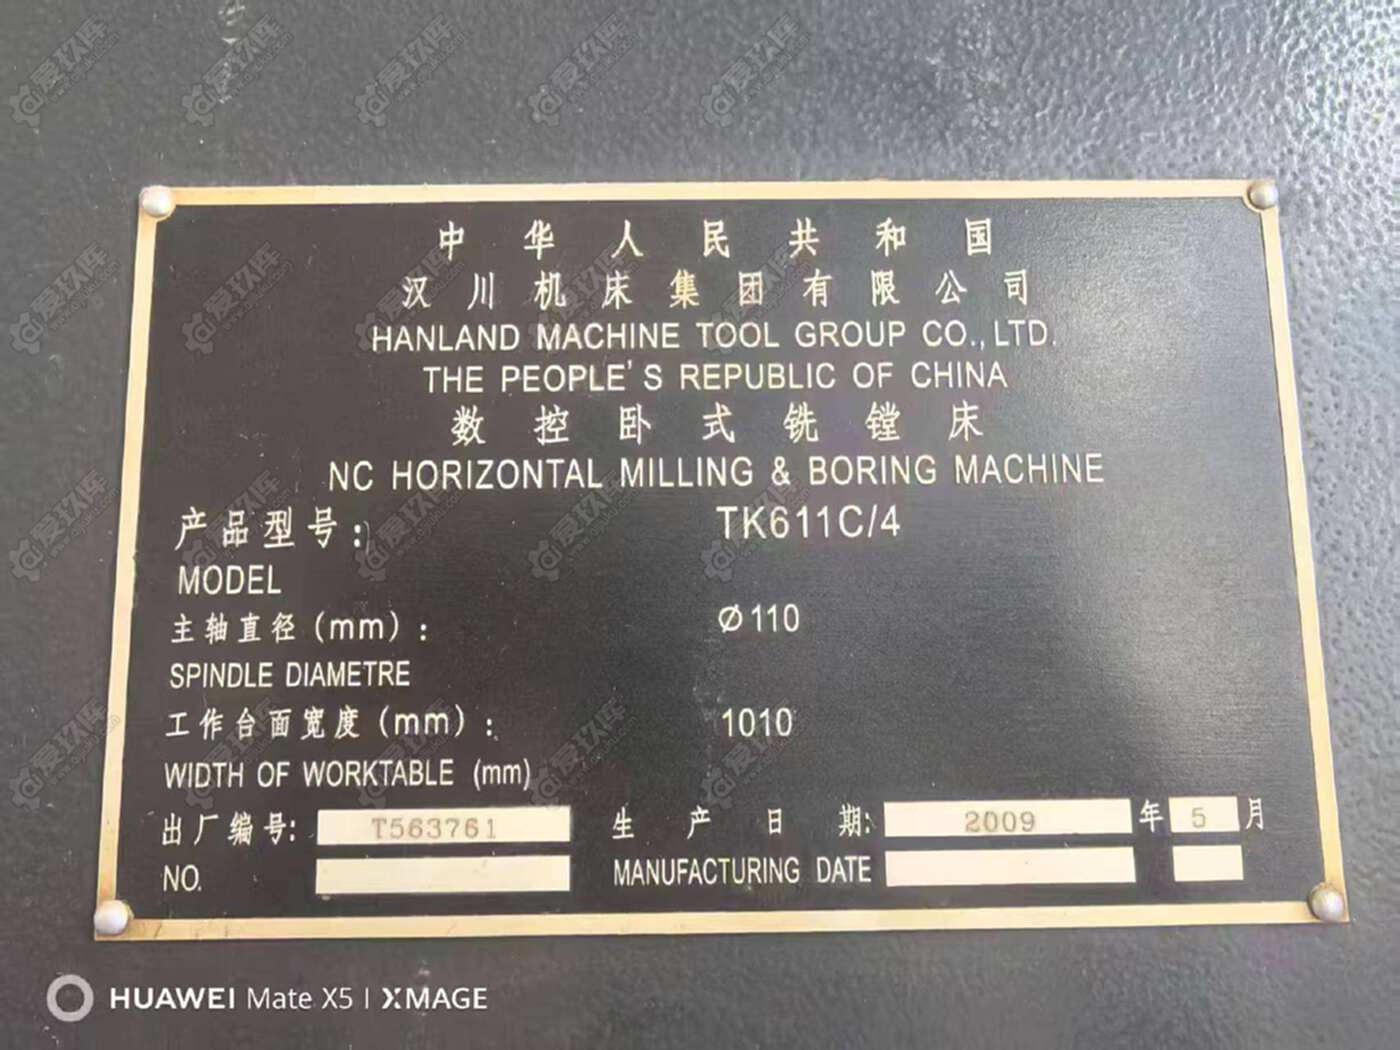 中华人民共和国
汉川机床集团有限公司
HANLAND MACHINE TOOL GROUP CO.,LTD.
THE PEOPLE'S REPUBLIC OF CHINA
数控卧式铣镗床
NC HORIZONTAL MILLING & BORING MACHINE
产品型号: TK611C/4
MODEL
主轴直径(mm): Ø110
SPINDLE DIAMETRE
工作台面宽度(mm): 1010
WIDTH OF WORKTABLE (mm)
出厂编号: T563761 生产日期: 2009 年 5 月
NO. MANUFACTURING DATE
HUAWEI Mate X5 | XMAGE